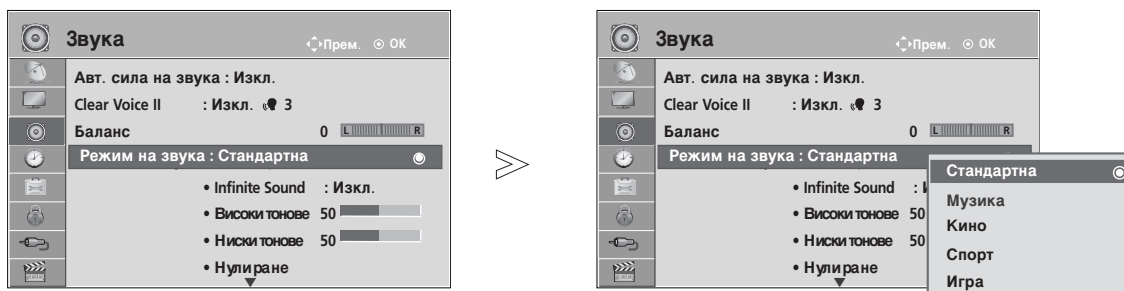 Звука
Прем. OK
Авт. сила на звука : Изкл.
Clear Voice II : Изкл. 3
Баланс 0 L R
Режим на звука : Стандартна
• Infinite Sound : Изкл.
• Високи тонове 50
• Ниски тонове 50
• Нулиране
Звука
Прем. OK
Авт. сила на звука : Изкл.
Clear Voice II : Изкл. 3
Баланс 0 L R
Режим на звука : Стандартна
• Infinite Sound :
• Високи тонове 50
• Ниски тонове 50
• Нулиране
Стандартна
Музика
Кино
Спорт
Игра